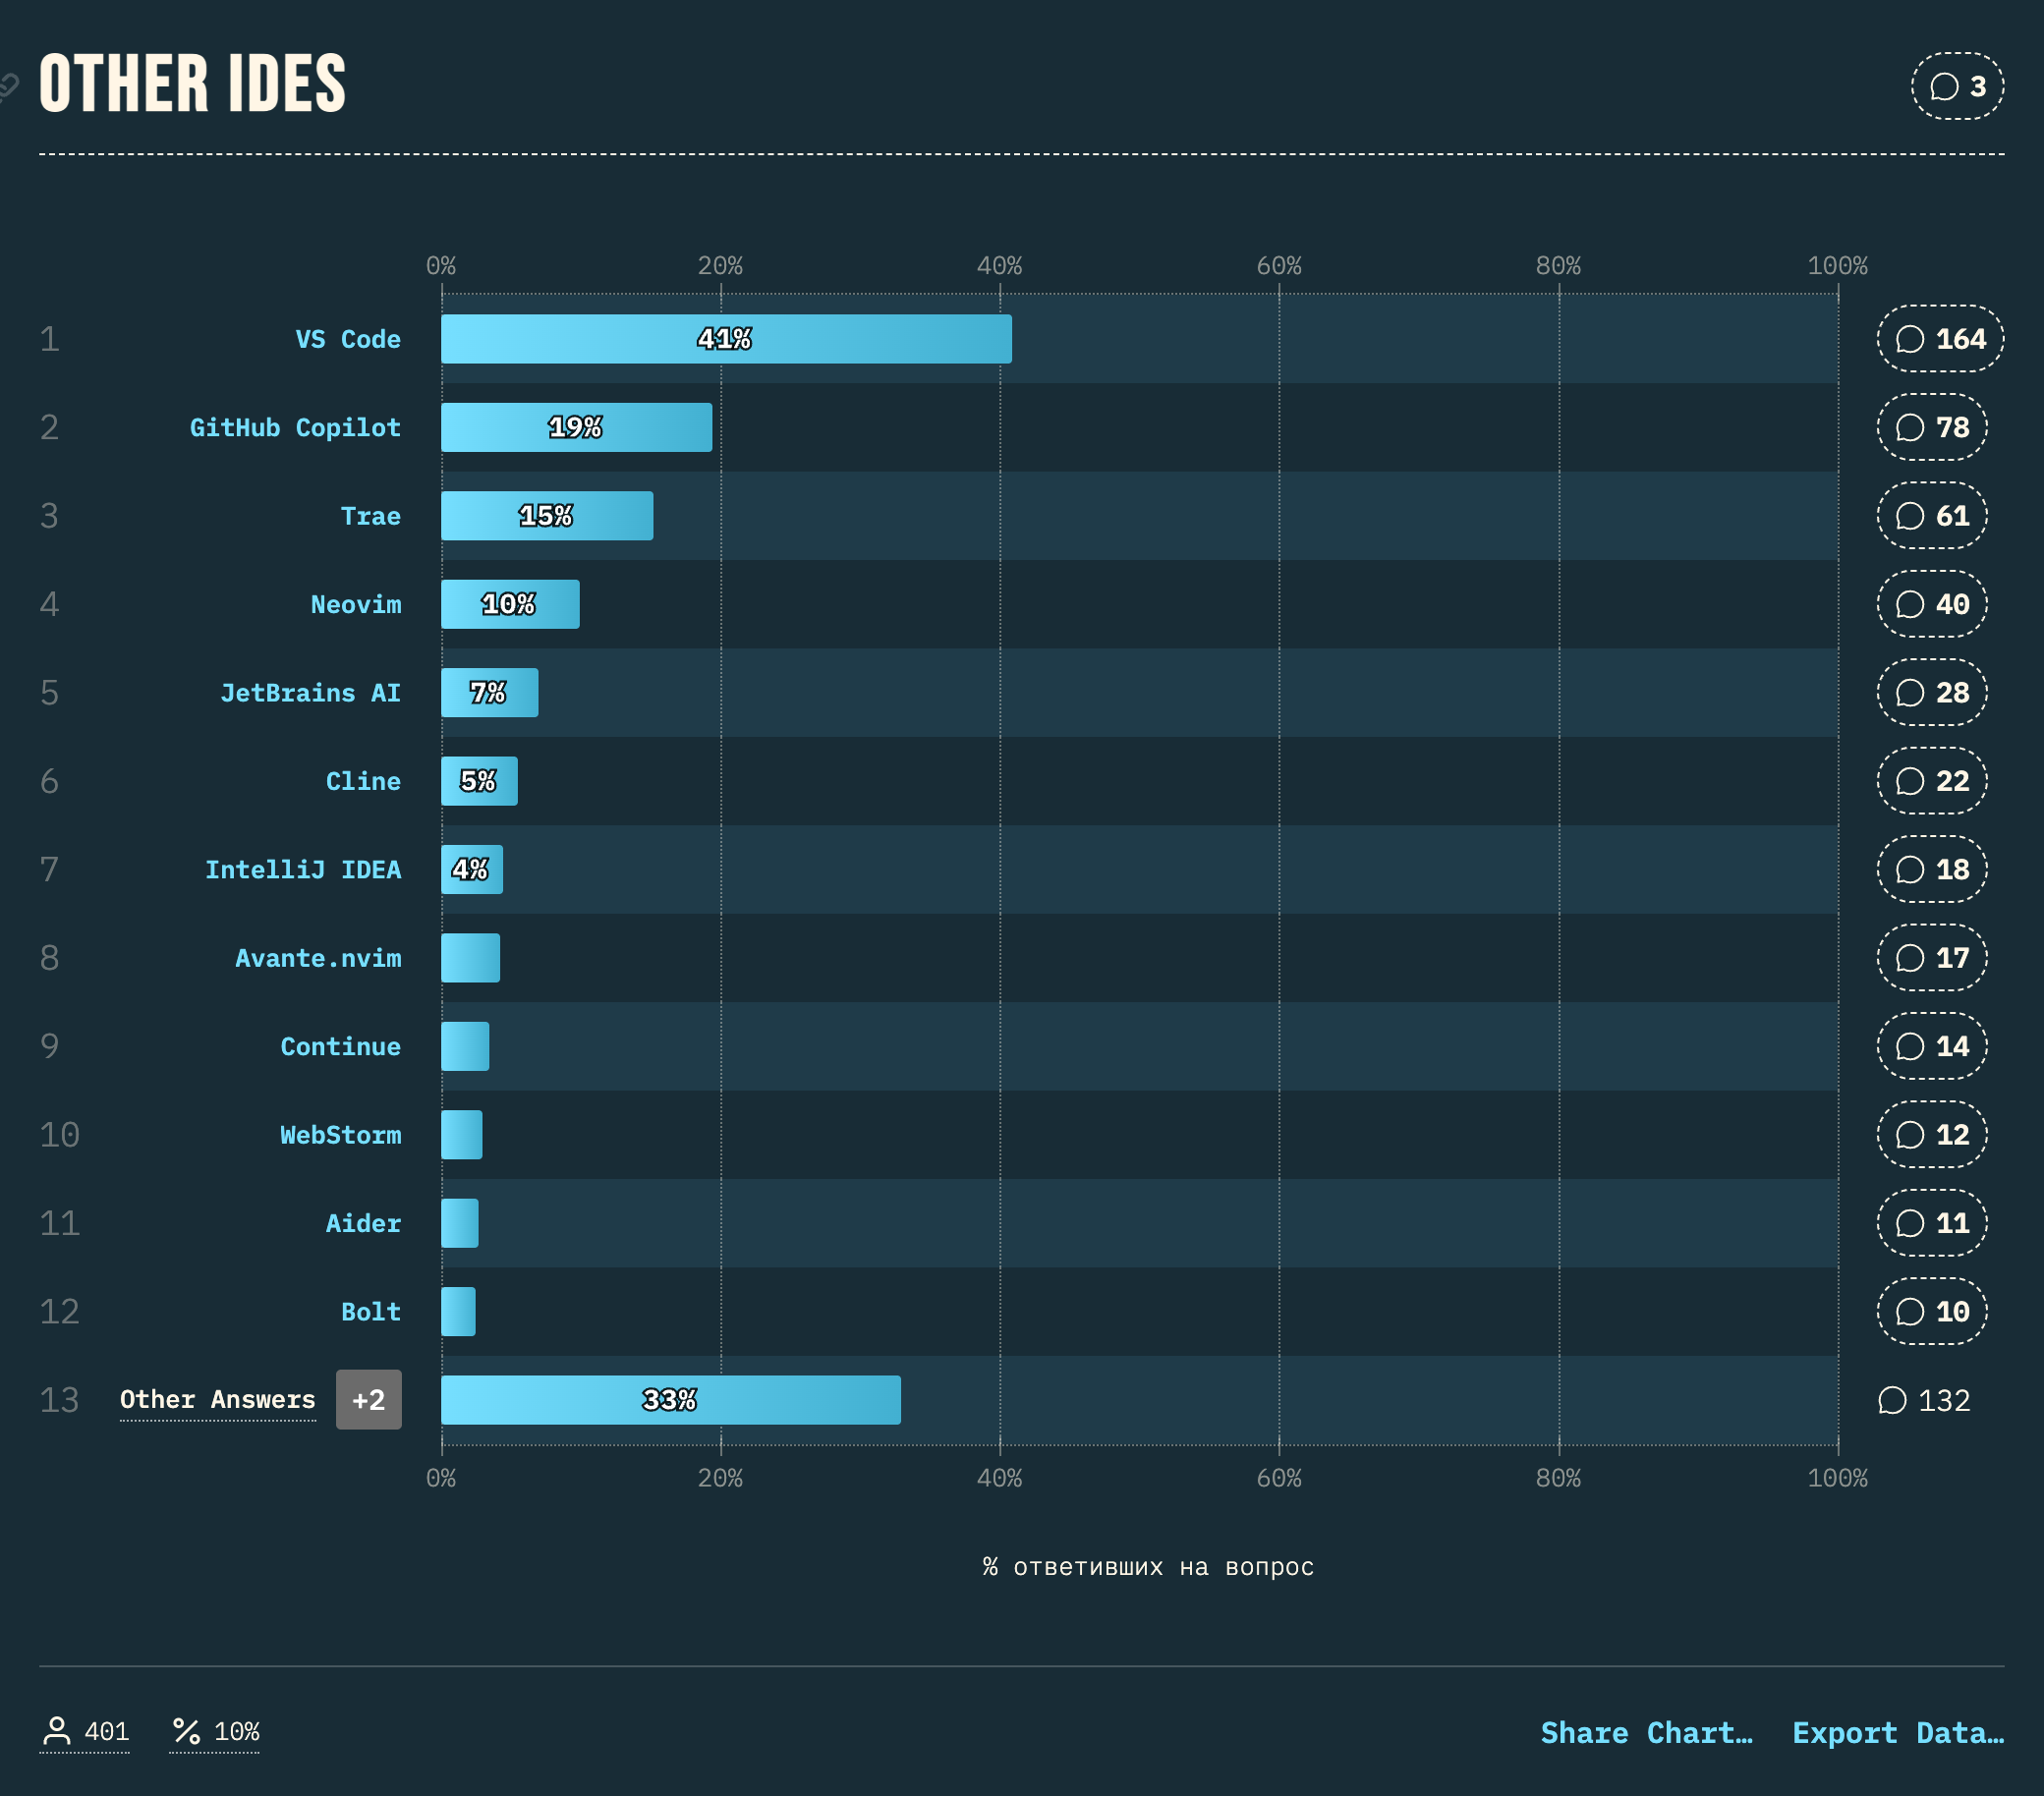 OTHER IDES
3
0% 20% 40% 60% 80% 100%
1 VS Code 41% 164
2 GitHub Copilot 19% 78
3 Trae 15% 61
4 Neovim 10% 40
5 JetBrains AI 7% 28
6 Cline 5% 22
7 IntelliJ IDEA 4% 18
8 Avante.nvim 17
9 Continue 14
10 WebStorm 12
11 Aider 11
12 Bolt 10
13 Other Answers +2 33% 132
0% 20% 40% 60% 80% 100%
% ответивших на вопрос
401 % 10% Share Chart… Export Data…